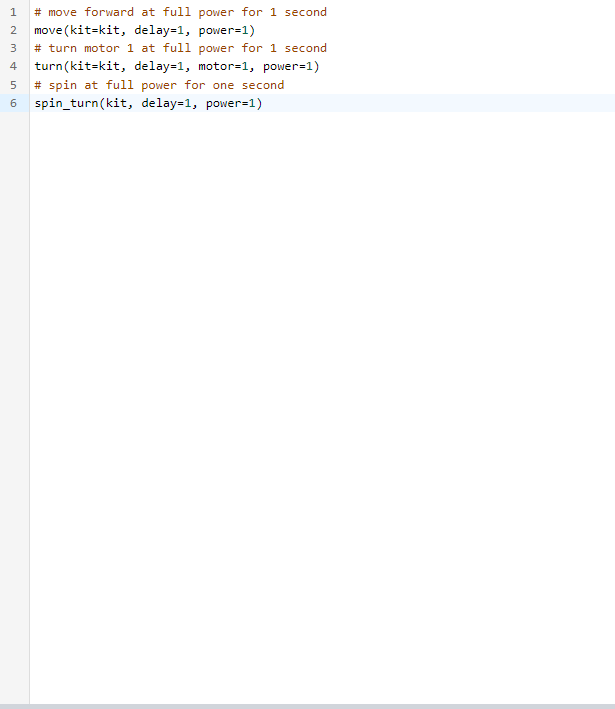 1 # move forward at full power for 1 second
2 move(kit=kit, delay=1, power=1)
3 # turn motor 1 at full power for 1 second
4 turn(kit=kit, delay=1, motor=1, power=1)
5 # spin at full power for one second
6 spin_turn(kit, delay=1, power=1)